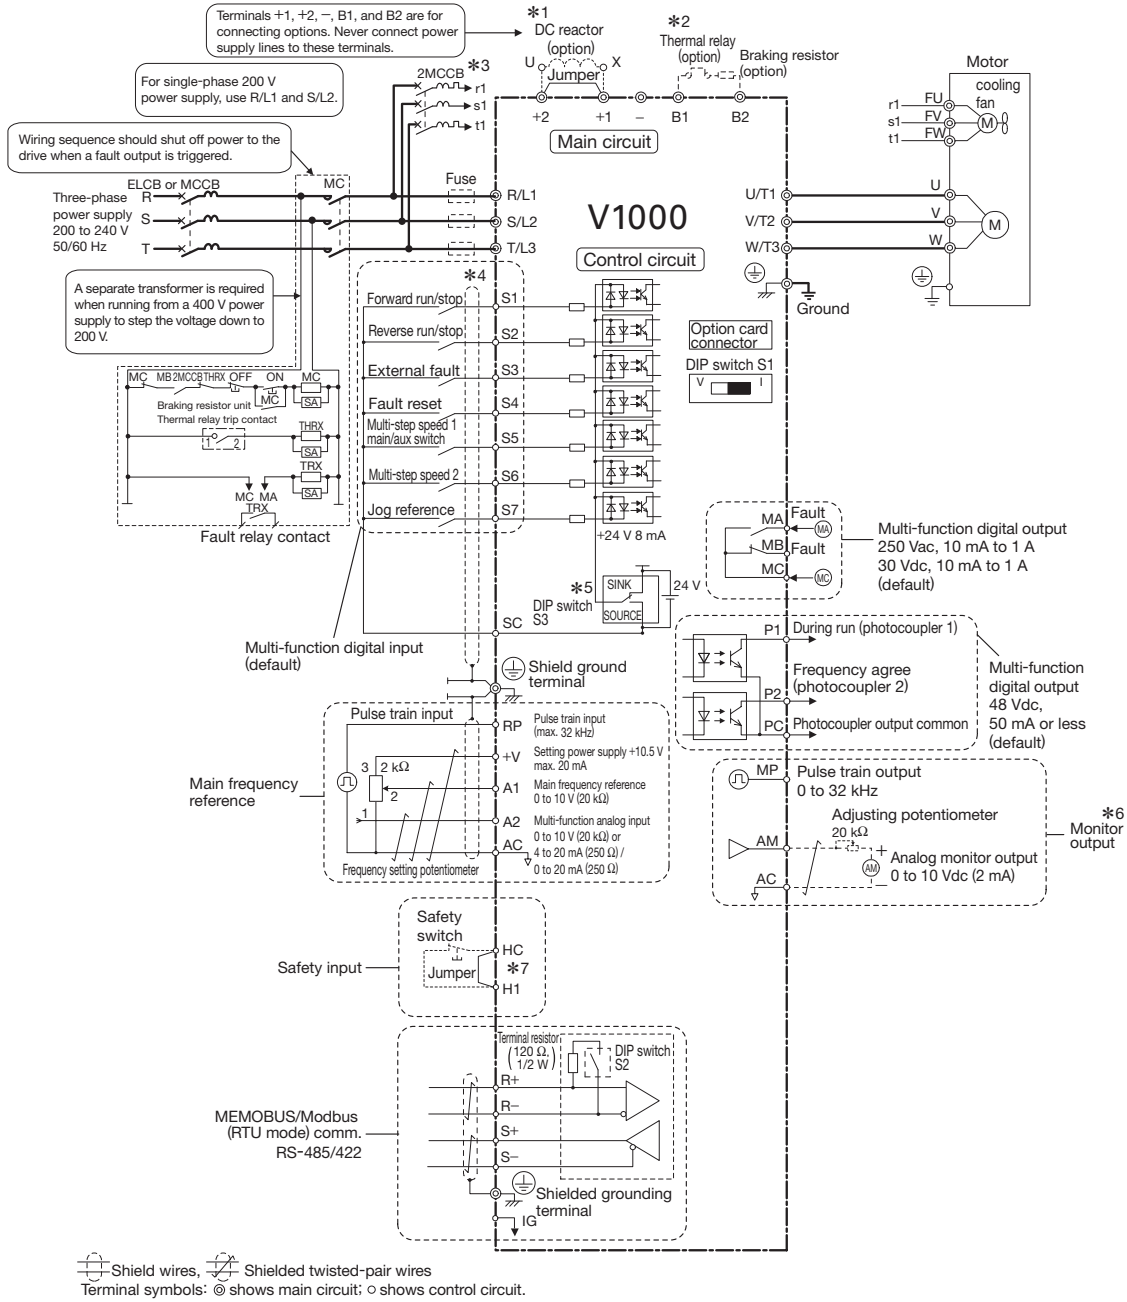 Terminals +1, +2, −, B1, and B2 are for
connecting options. Never connect power
supply lines to these terminals.
*1
DC reactor
(option)
U
X
Jumper
*2
Thermal relay
(option)
Braking resistor
(option)
For single-phase 200 V
power supply, use R/L1 and S/L2.
2MCCB
*3
r1
s1
t1
+2
+1
−
B1
B2
Main circuit
Motor
cooling
fan
r1
FU
s1
FV
t1
FW
M
Wiring sequence should shut off power to the
drive when a fault output is triggered.
ELCB or MCCB
MC
Fuse
Three-phase
power supply
200 to 240 V
50/60 Hz
R
S
T
R/L1
S/L2
T/L3
V1000
U/T1
V/T2
W/T3
U
V
W
M
Control circuit
Ground
A separate transformer is required
when running from a 400 V power
supply to step the voltage down to
200 V.
*4
Forward run/stop
S1
Reverse run/stop
S2
External fault
S3
Fault reset
S4
Multi-step speed 1
main/aux switch
S5
Multi-step speed 2
S6
Jog reference
S7
+24 V 8 mA
Option card
connector
DIP switch S1
V
I
MC
MB
2MCCB
THRX
OFF
ON
MC
MC
SA
Braking resistor unit
Thermal relay trip contact
1
2
THRX
SA
TRX
SA
MC
MA
TRX
Fault relay contact
MA
Fault
MA
MB
Fault
MC
MC
Multi-function digital output
250 Vac, 10 mA to 1 A
30 Vdc, 10 mA to 1 A
(default)
*5
DIP switch
S3
SINK
SOURCE
24 V
SC
Multi-function digital input
(default)
Shield ground
terminal
P1
During run (photocoupler 1)
Frequency agree
(photocoupler 2)
P2
PC
Photocoupler output common
Multi-function
digital output
48 Vdc,
50 mA or less
(default)
Pulse train input
RP
Pulse train input
(max. 32 kHz)
+V
Setting power supply +10.5 V
max. 20 mA
3
2 kΩ
2
1
A1
Main frequency reference
0 to 10 V (20 kΩ)
A2
Multi-function analog input
0 to 10 V (20 kΩ) or
4 to 20 mA (250 Ω) /
0 to 20 mA (250 Ω)
AC
Frequency setting potentiometer
Main frequency
reference
MP
Pulse train output
0 to 32 kHz
Adjusting potentiometer
20 kΩ
AM
+
AM
−
Analog monitor output
0 to 10 Vdc (2 mA)
AC
*6
Monitor
output
Safety
switch
HC
Jumper
*7
H1
Safety input
Terminal resistor
(120 Ω,
1/2 W)
DIP switch
S2
R+
R−
S+
S−
MEMOBUS/Modbus
(RTU mode) comm.
RS-485/422
Shielded grounding
terminal
IG
Shield wires,
Shielded twisted-pair wires
Terminal symbols: ◎ shows main circuit; ○ shows control circuit.